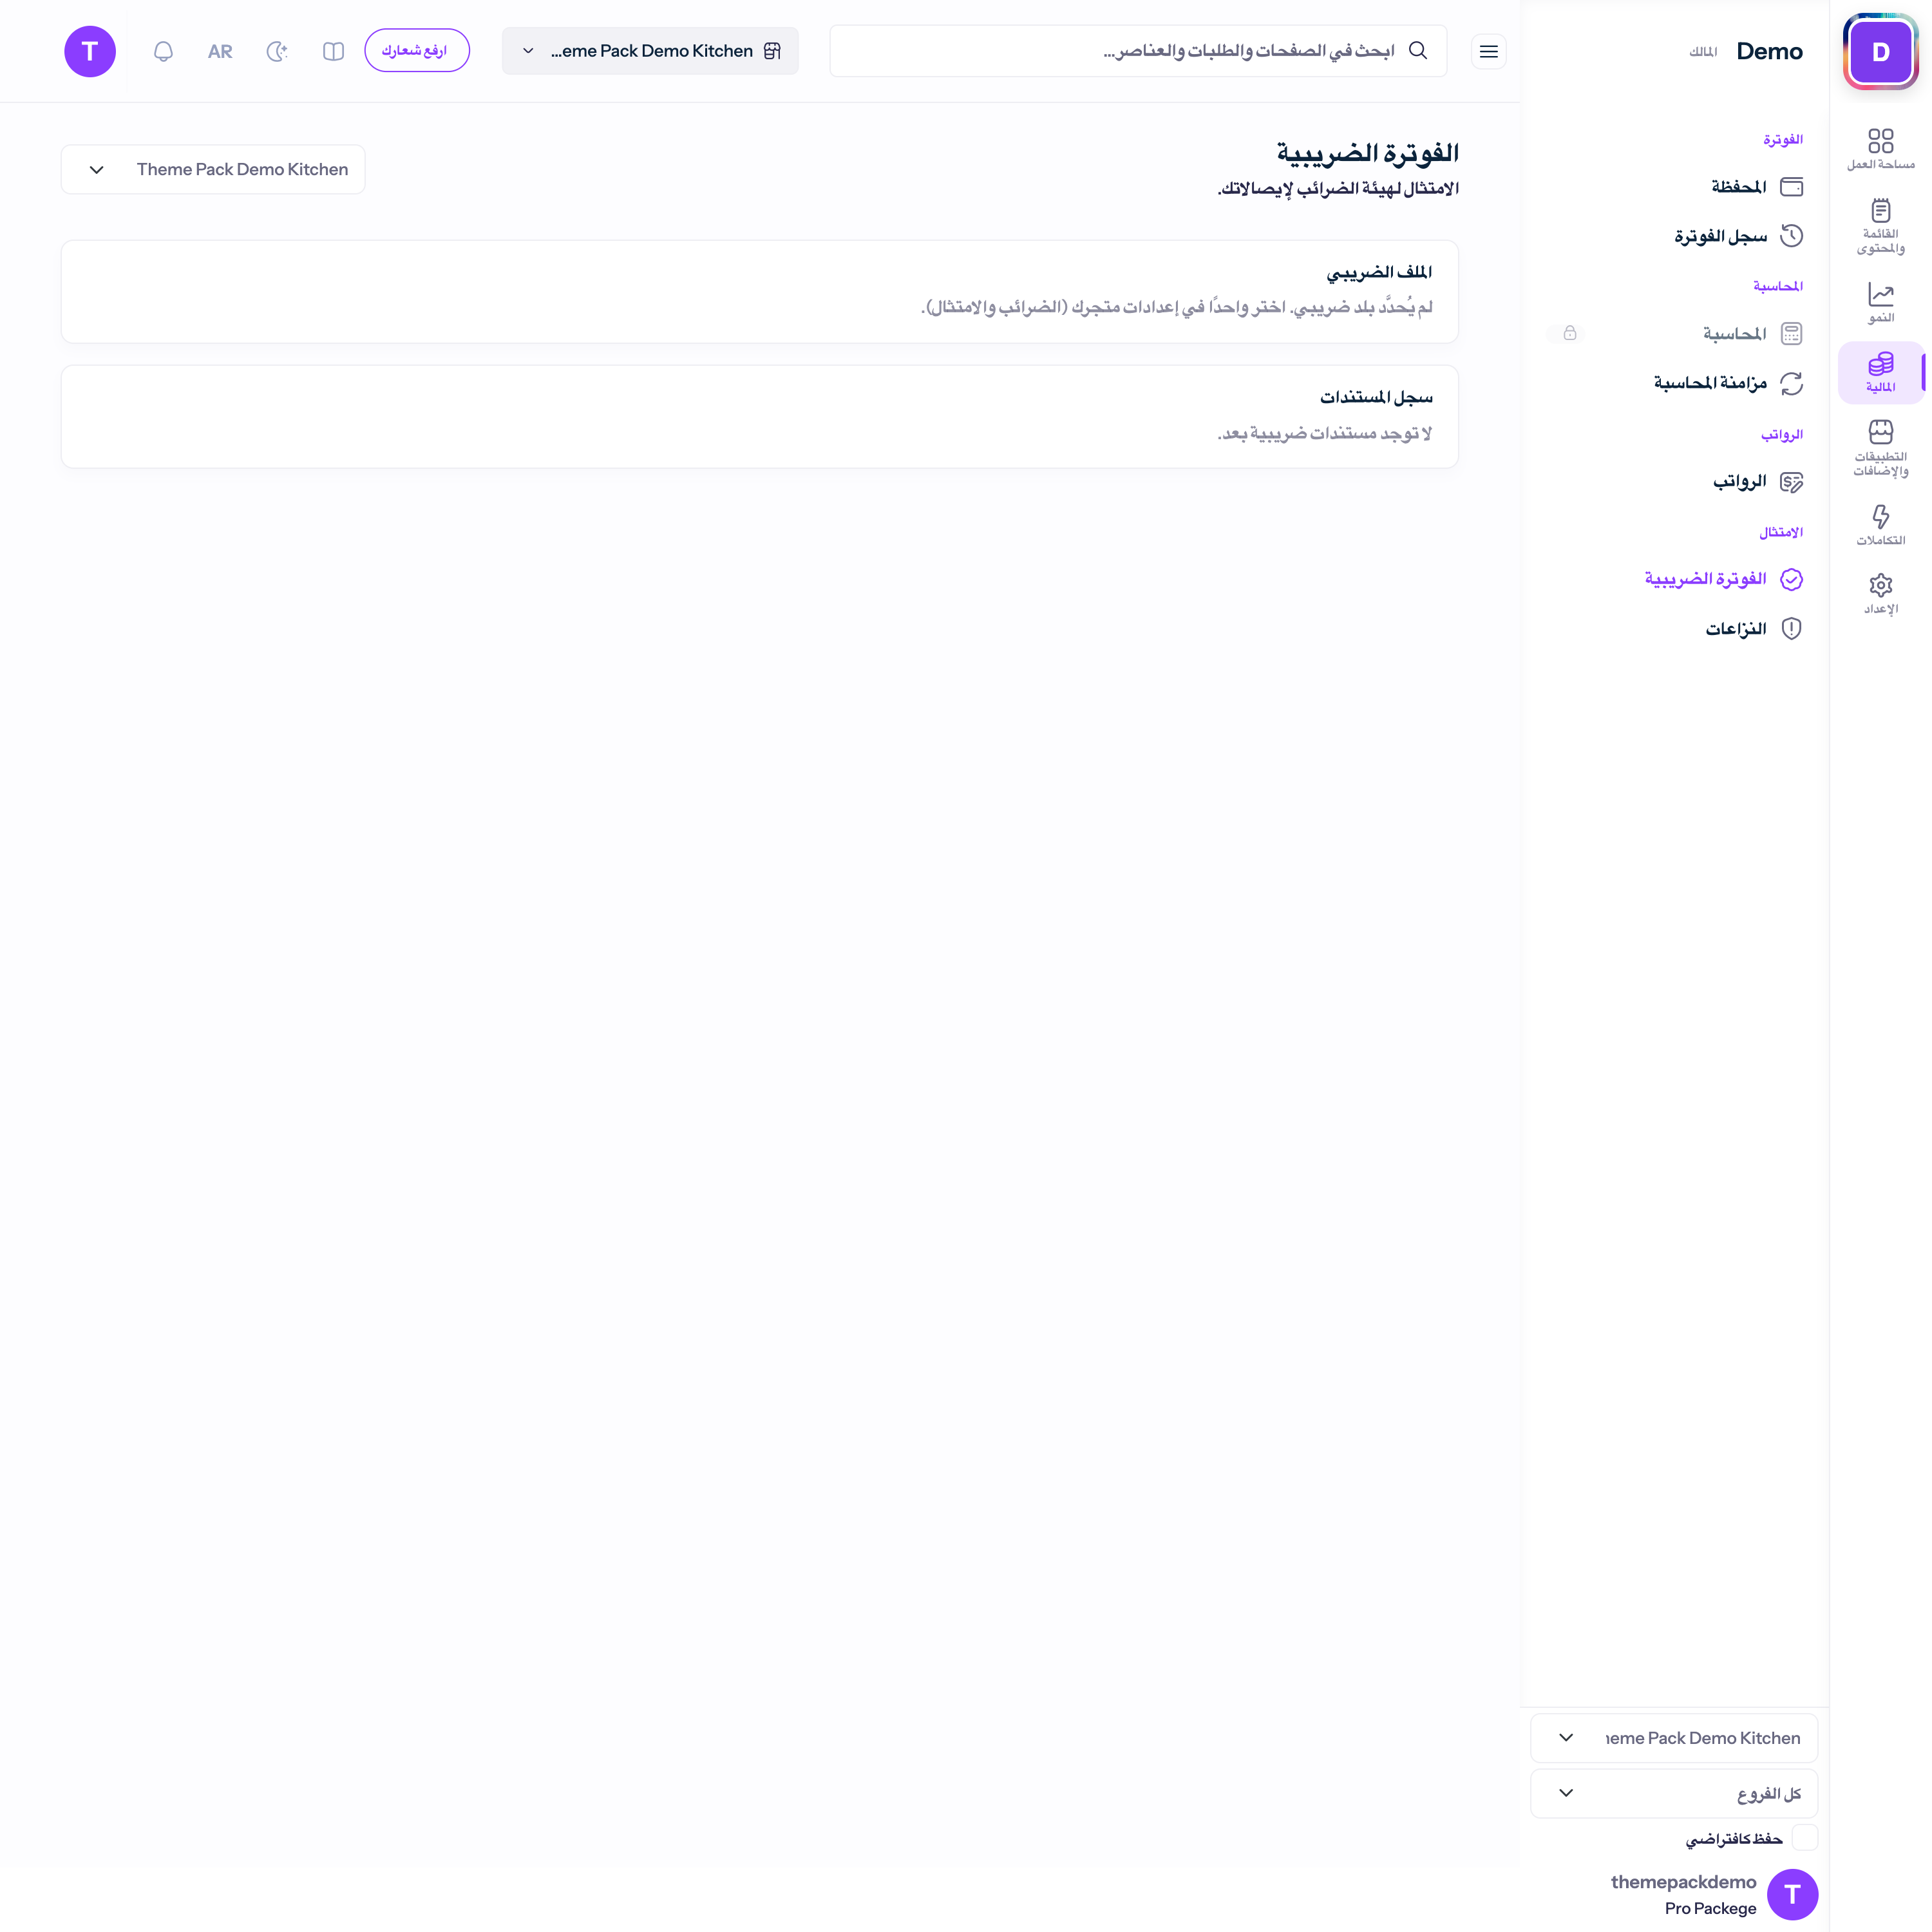 D
مساحة العمل
القائمة
والمحتوى
النمو
المالية
التطبيقات
والإضافات
التكاملات
الإعداد
Demo المالك
الفوترة
المحفظة
سجل الفوترة
المحاسبة
المحاسبة
مزامنة المحاسبة
الرواتب
الرواتب
الامتثال
الفوترة الضريبية
النزاعات
heme Pack Demo Kitchen
كل الفروع
حفظ كافتراضي
T
themepackdemo
Pro Packege
ابحث في الصفحات والطلبات والعناصر...
...eme Pack Demo Kitchen
ارفع شعارك
AR
T
الفوترة الضريبية
الامتثال لهيئة الضرائب لإيصالاتك.
Theme Pack Demo Kitchen
الملف الضريبي
لم يُحدَّد بلد ضريبي. اختر واحدًا في إعدادات متجرك (الضرائب والامتثال).
سجل المستندات
لا توجد مستندات ضريبية بعد.